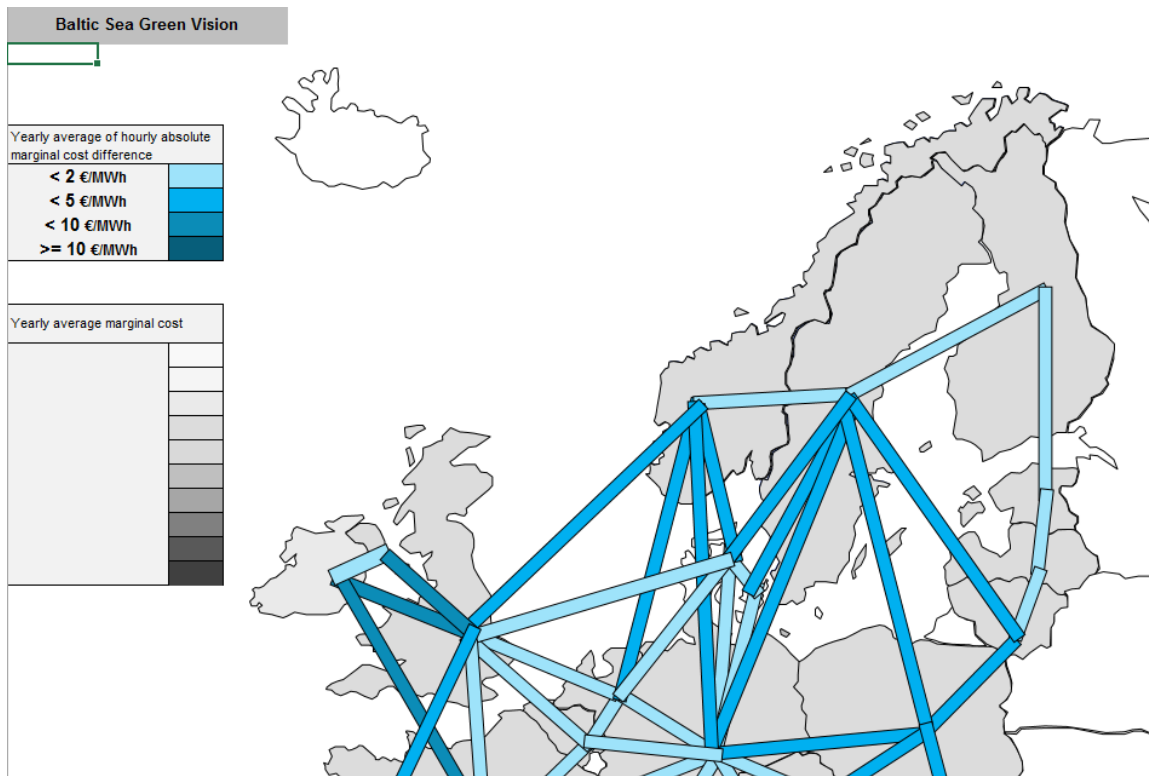 Baltic Sea Green Vision
Yearly average of hourly absolute
marginal cost difference
< 2 €/MWh
< 5 €/MWh
< 10 €/MWh
>= 10 €/MWh
Yearly average marginal cost